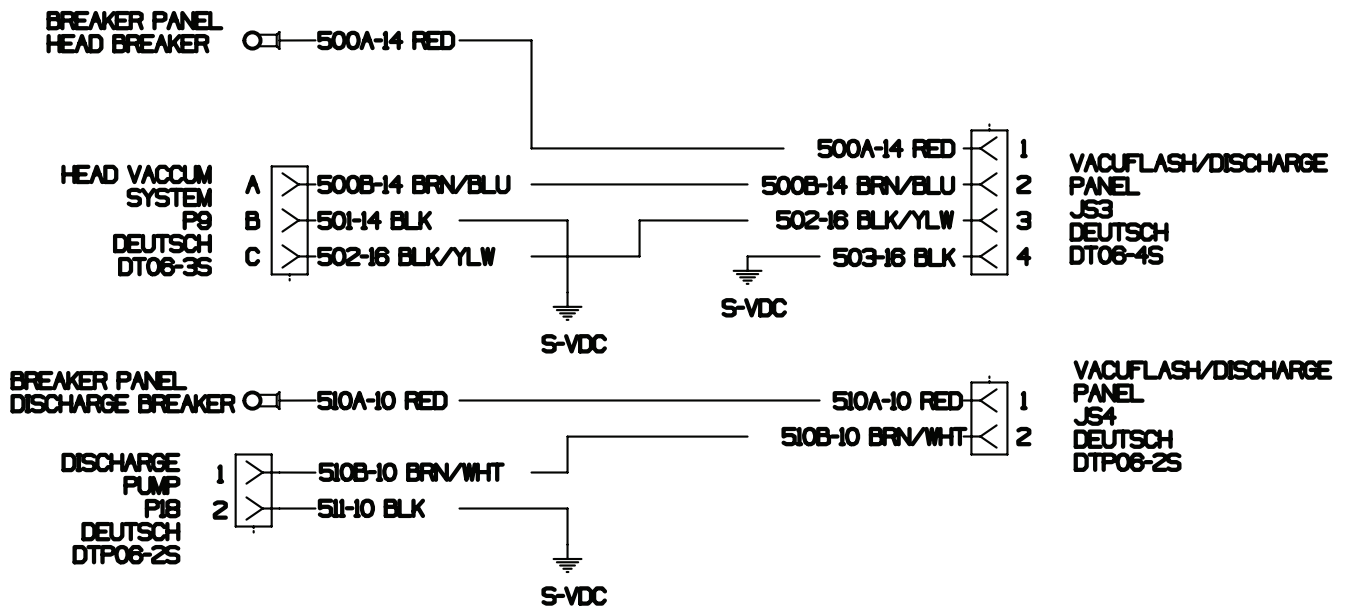 BREAKER PANEL
HEAD BREAKER
500A-14 RED
500A-14 RED
1
HEAD VACCUM
SYSTEM
P9
DEUTSCH
DT06-3S
A
500B-14 BRN/BLU
500B-14 BRN/BLU
2
B
501-14 BLK
502-16 BLK/YLW
3
C
502-16 BLK/YLW
503-16 BLK
4
VACUFLASH/DISCHARGE
PANEL
JS3
DEUTSCH
DT06-4S
S-VDC
S-VDC
BREAKER PANEL
DISCHARGE BREAKER
510A-10 RED
510A-10 RED
1
510B-10 BRN/WHT
2
VACUFLASH/DISCHARGE
PANEL
JS4
DEUTSCH
DTP06-2S
DISCHARGE
PUMP
P18
DEUTSCH
DTP06-2S
1
510B-10 BRN/WHT
2
511-10 BLK
S-VDC